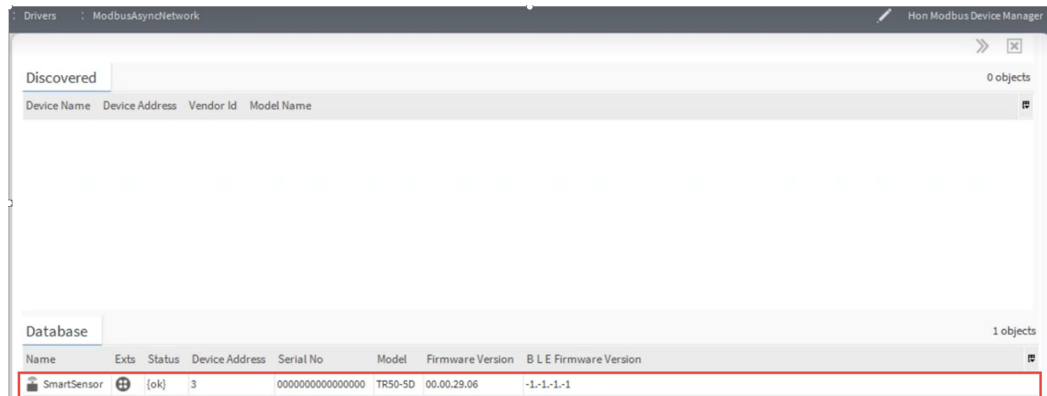 : Drivers : ModbusAsyncNetwork Hon Modbus Device Manager
Discovered 0 objects
Device Name Device Address Vendor Id Model Name
Database 1 objects
Name Exts Status Device Address Serial No Model Firmware Version B L E Firmware Version
SmartSensor {ok} 3 0000000000000000 TR50-5D 00.00.29.06 -1.-1.-1.-1